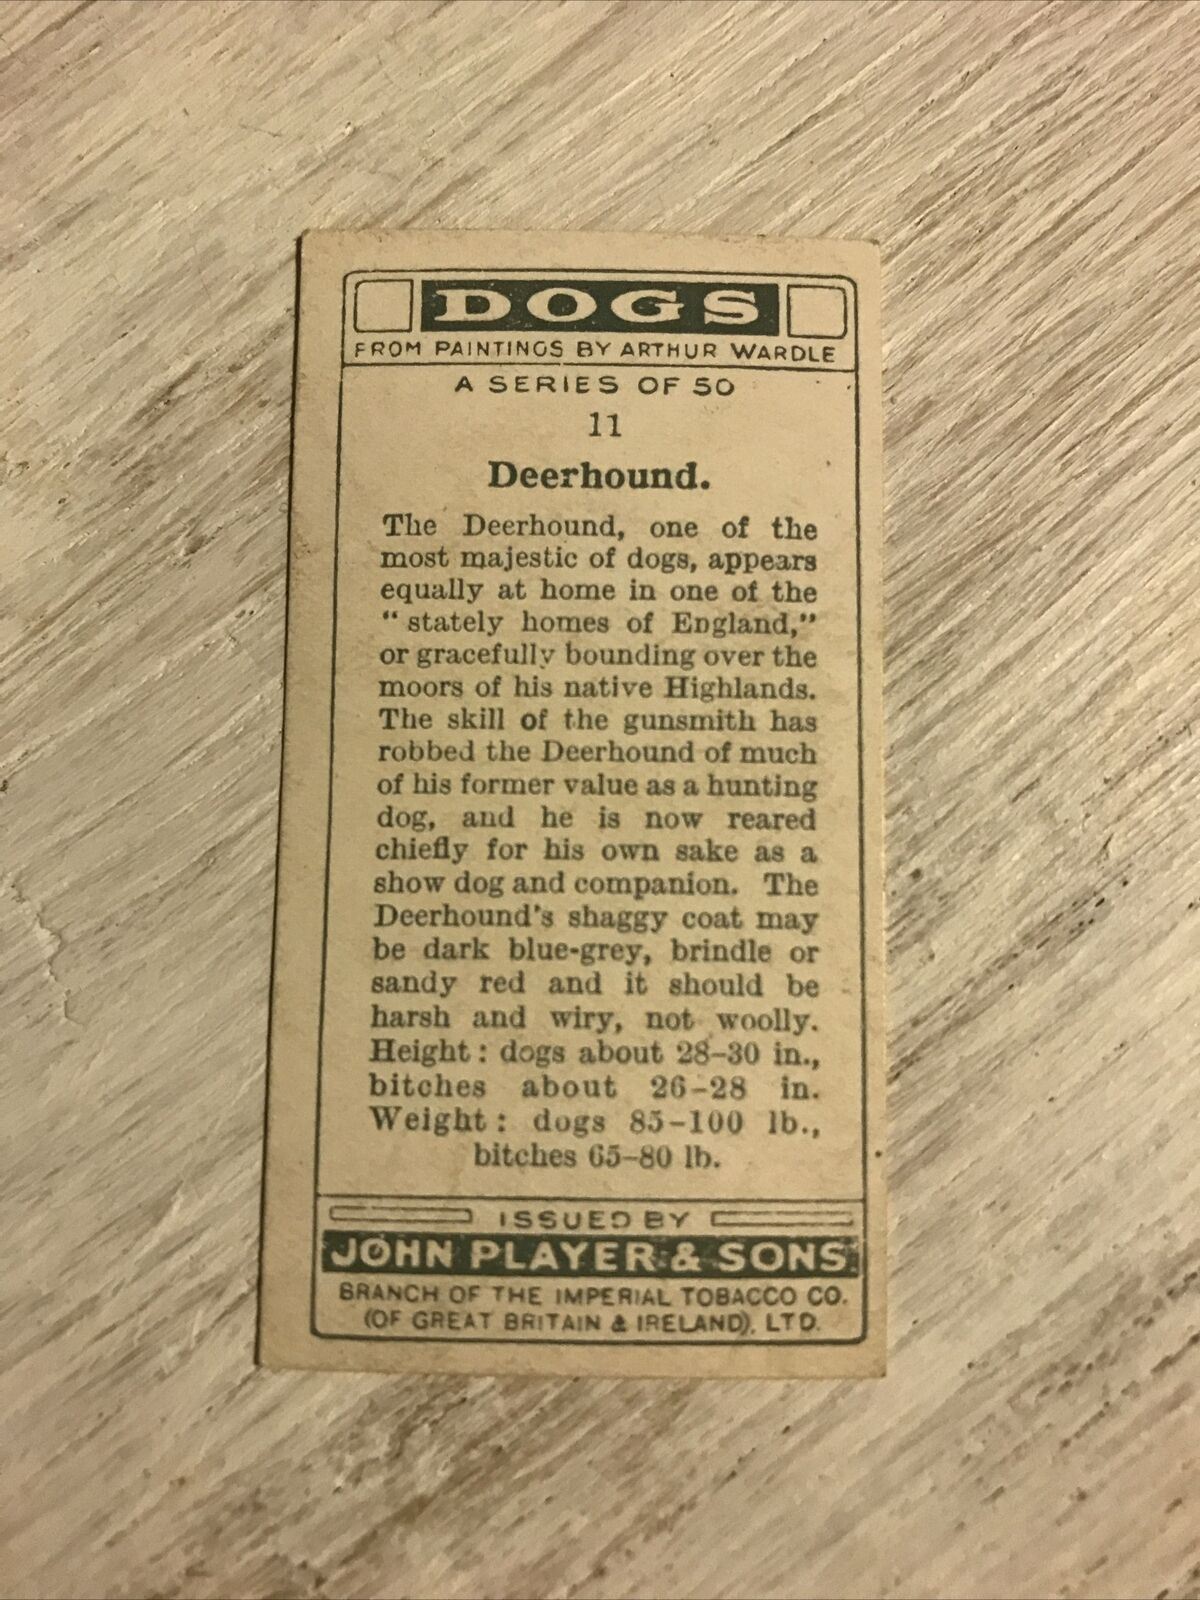 DOGS
FROM PAINTINGS BY ARTHUR WARDLE
A SERIES OF 50
11
Deerhound.
The Deerhound, one of the
most majestic of dogs, appears
equally at home in one of the
“ stately homes of England,”
or gracefully bounding over the
moors of his native Highlands.
The skill of the gunsmith has
robbed the Deerhound of much
of his former value as a hunting
dog, and he is now reared
chiefly for his own sake as a
show dog and companion. The
Deerhound's shaggy coat may
be dark blue-grey, brindle or
sandy red and it should be
harsh and wiry, not woolly.
Height : dogs about 28–30 in.,
bitches about 26–28 in.
Weight : dogs 85–100 lb.,
bitches 65–80 lb.
ISSUED BY
JOHN PLAYER & SONS
BRANCH OF THE IMPERIAL TOBACCO CO.
(OF GREAT BRITAIN & IRELAND), LTD.